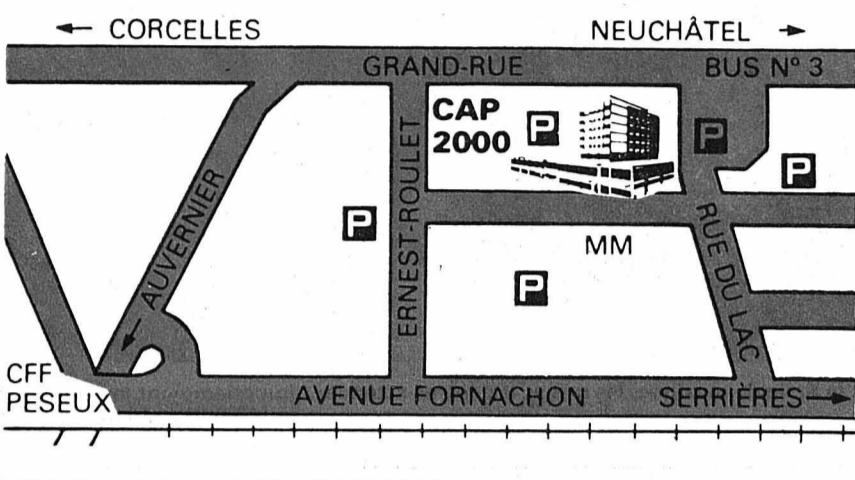 ← CORCELLES
NEUCHÂTEL →
GRAND-RUE
BUS Nº 3
CAP
2000
P
P
P
P
P
ERNEST-ROULET
AUVERNIER
RUE DU LAC
MM
CFF
PESEUX
AVENUE FORNACHON
SERRIÈRES →